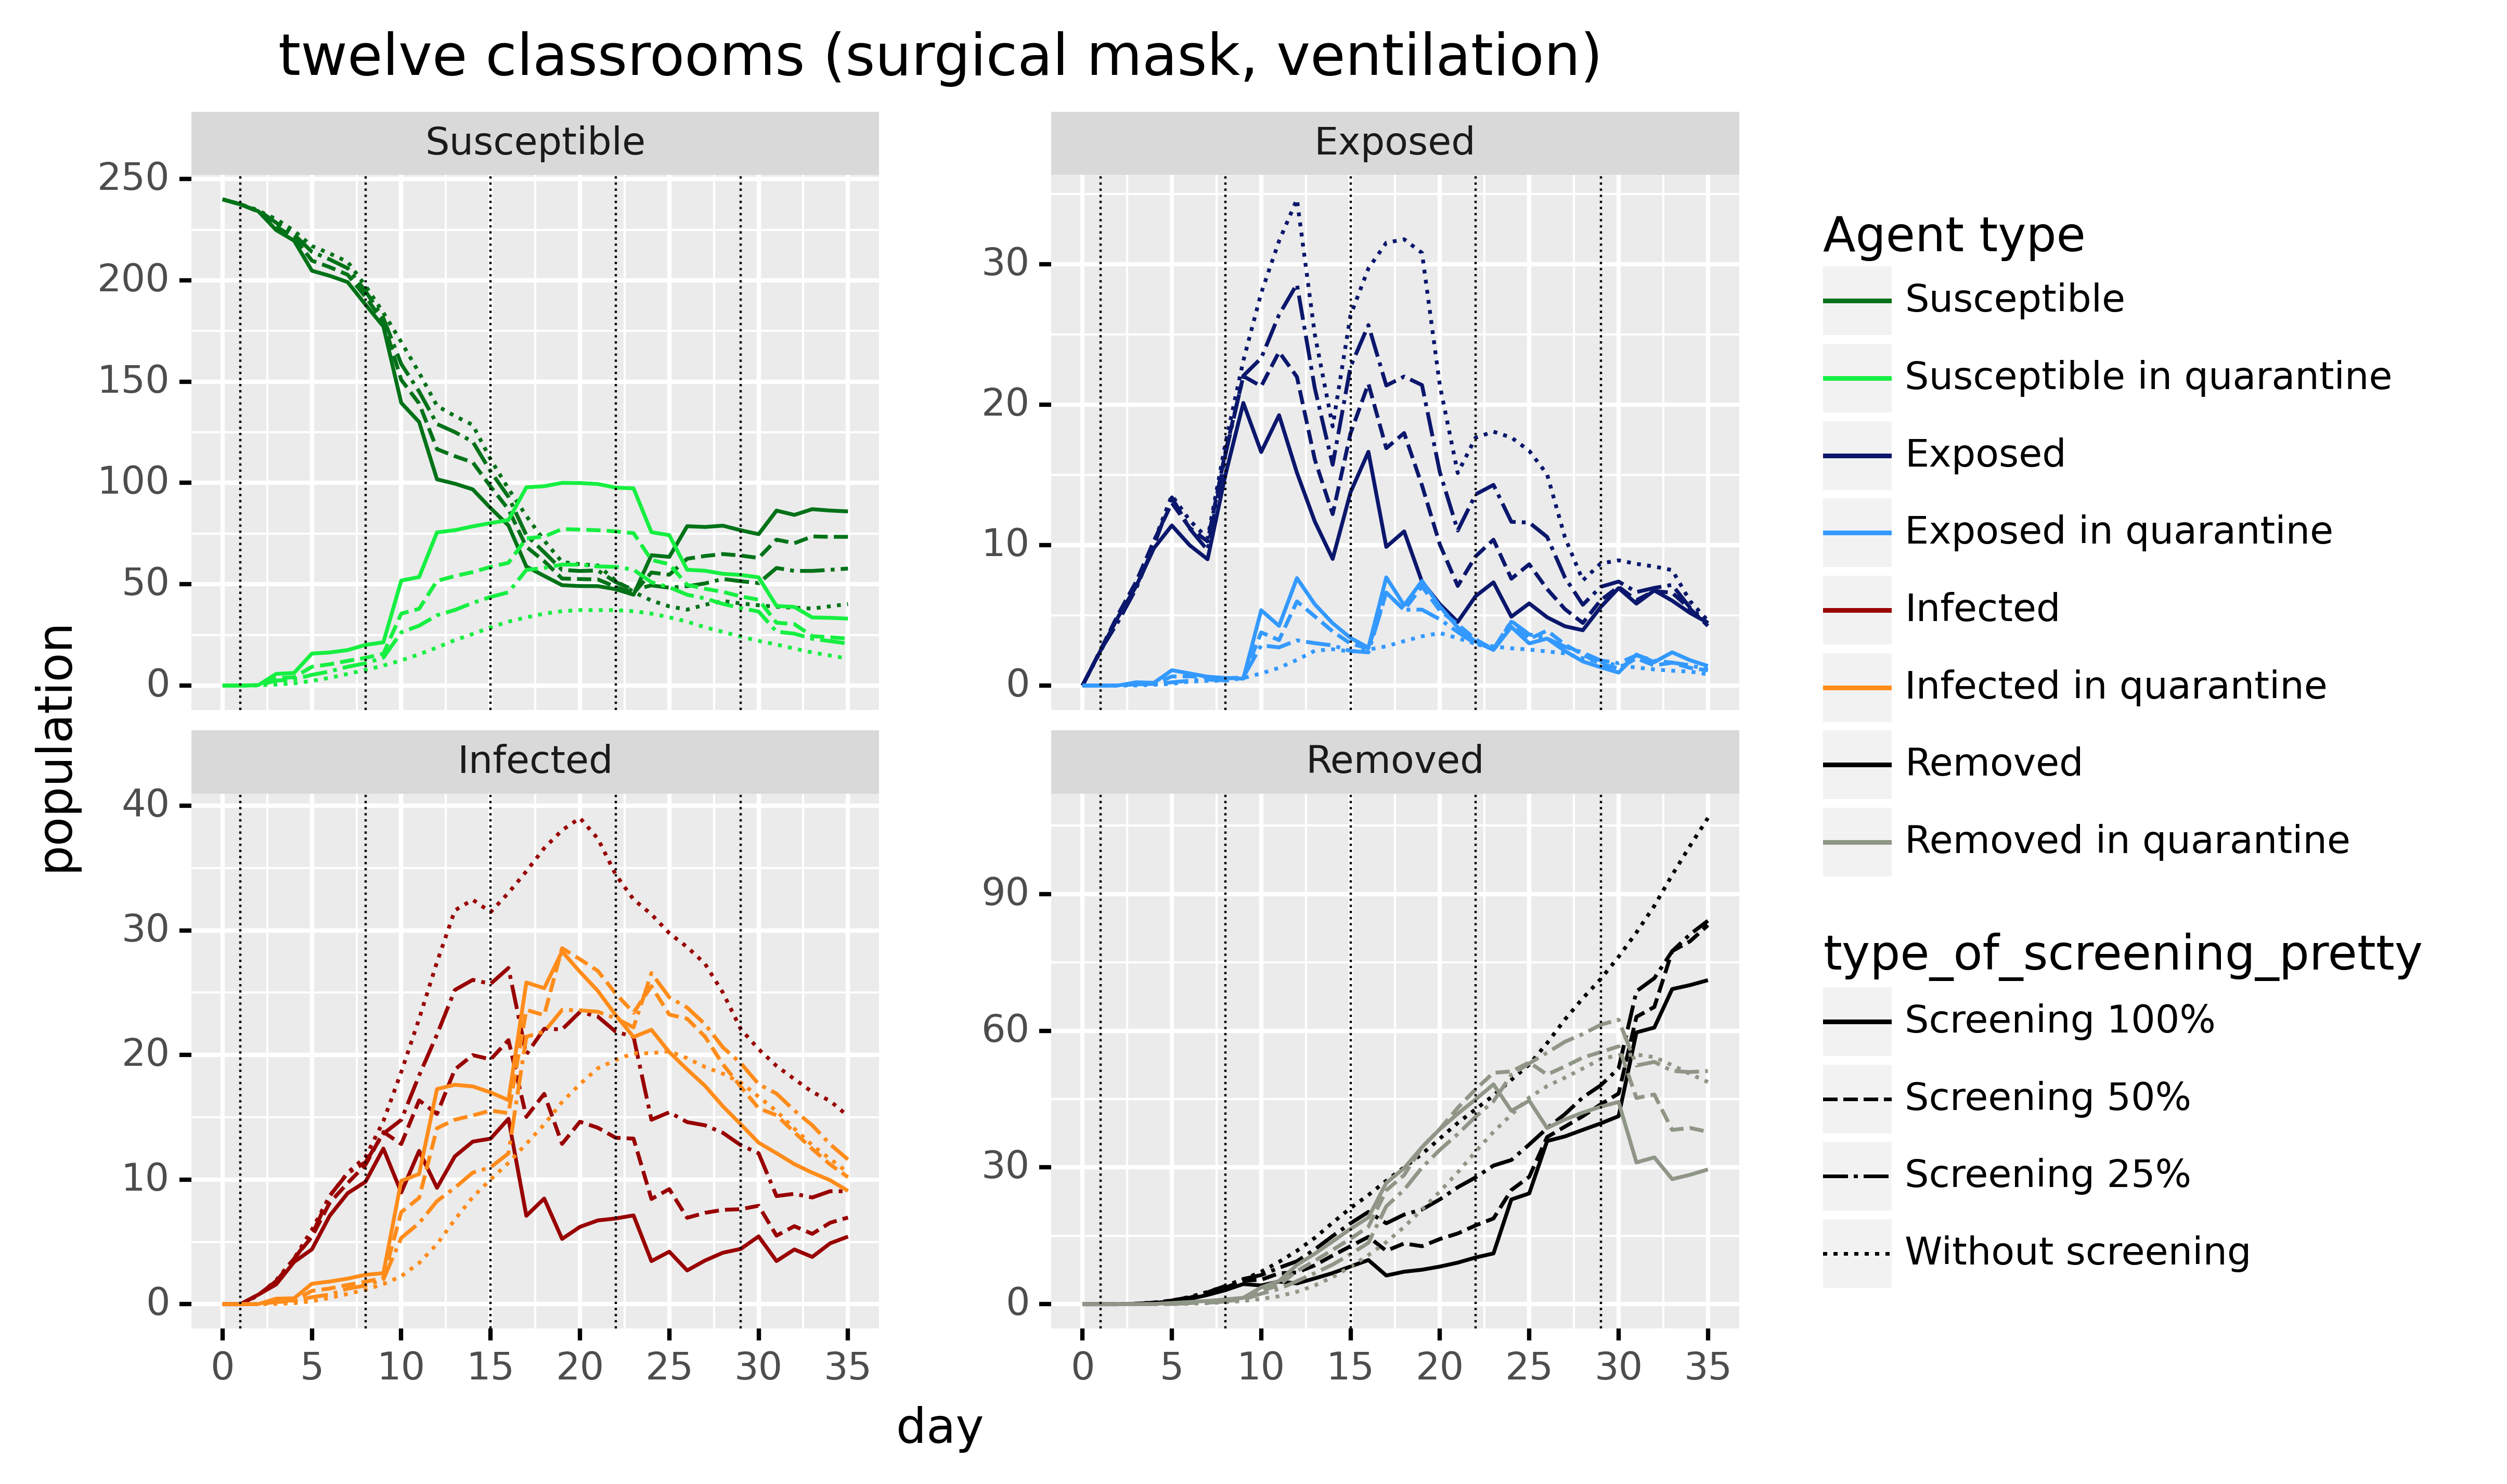 twelve classrooms (surgical mask, ventilation)
Susceptible
Exposed
250
200
150
100
50
0
30
20
10
0
Infected
Removed
40
30
20
10
0
90
60
30
0
0 5 10 15 20 25 30 35
0 5 10 15 20 25 30 35
population
day
Agent type
Susceptible
Susceptible in quarantine
Exposed
Exposed in quarantine
Infected
Infected in quarantine
Removed
Removed in quarantine
type_of_screening_pretty
Screening 100%
Screening 50%
Screening 25%
Without screening